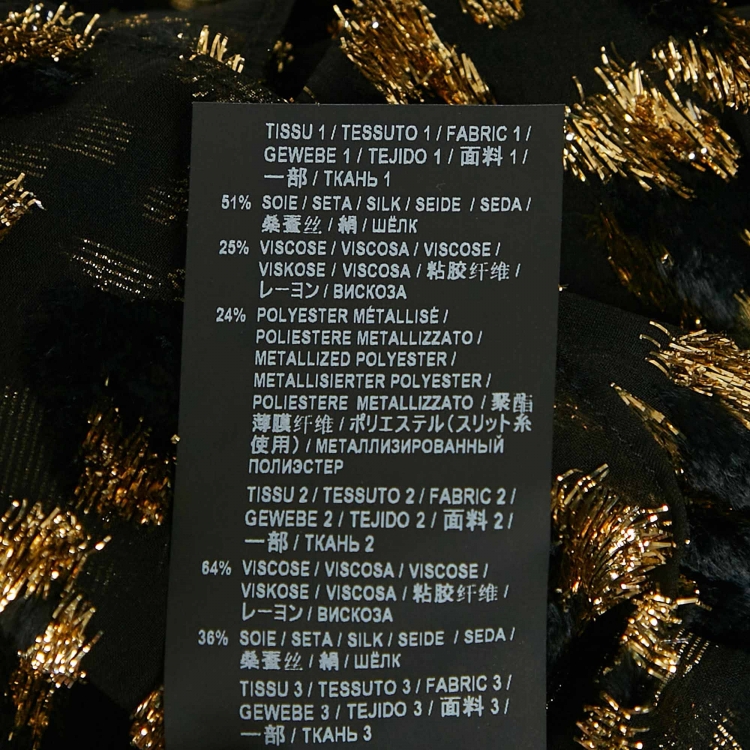 TISSU 1 / TESSUTO 1 / FABRIC 1 /
GEWEBE 1 / TEJIDO 1 / 面料 1 /
一部 / ТКАНЬ 1
51% SOIE / SETA / SILK / SEIDE / SEDA /
桑蚕丝 / 絹 / ШЁЛК
25% VISCOSE / VISCOSA / VISCOSE /
VISKOSE / VISCOSA / 粘胶纤维 /
レーヨン / ВИСКОЗА
24% POLYESTER MÉTALLISÉ /
POLIESTERE METALLIZZATO /
METALLIZED POLYESTER /
METALLISIERTER POLYESTER /
POLIESTERE METALLIZZATO / 聚酯
薄膜纤维 / ポリエステル(スリット糸
使用) / МЕТАЛЛИЗИРОВАННЫЙ
ПОЛИЭСТЕР
TISSU 2 / TESSUTO 2 / FABRIC 2 /
GEWEBE 2 / TEJIDO 2 / 面料 2 /
一部 / ТКАНЬ 2
64% VISCOSE / VISCOSA / VISCOSE /
VISKOSE / VISCOSA / 粘胶纤维 /
レーヨン / ВИСКОЗА
36% SOIE / SETA / SILK / SEIDE / SEDA /
桑蚕丝 / 絹 / ШЁЛК
TISSU 3 / TESSUTO 3 / FABRIC 3 /
GEWEBE 3 / TEJIDO 3 / 面料 3 /
一部 / ТКАНЬ 3